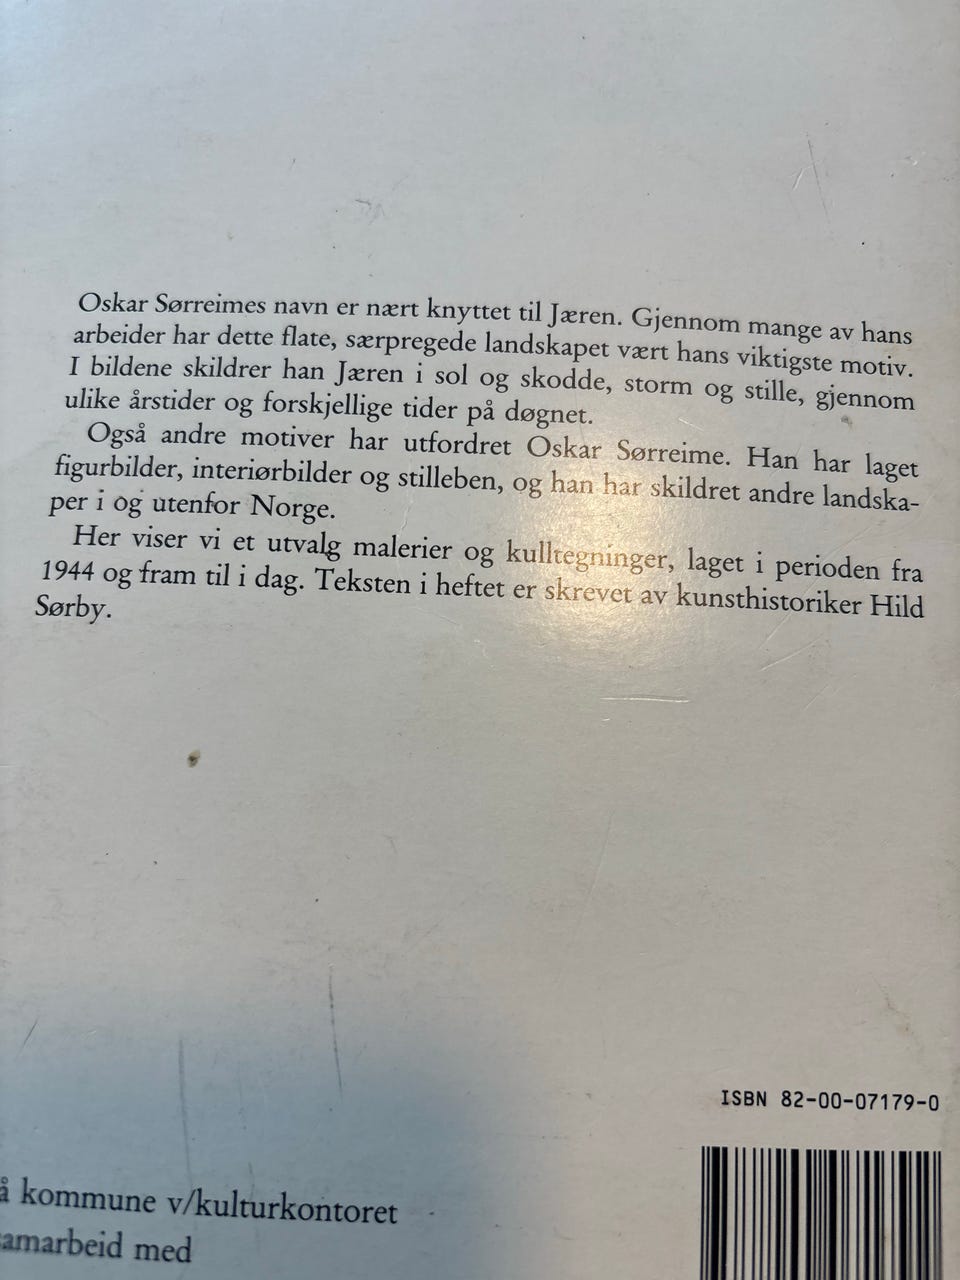 Oskar Sørreimes navn er nært knyttet til Jæren. Gjennom mange av hans
arbeider har dette flate, særpregede landskapet vært hans viktigste motiv.
I bildene skildrer han Jæren i sol og skodde, storm og stille, gjennom
ulike årstider og forskjellige tider på døgnet.
Også andre motiver har utfordret Oskar Sørreime. Han har laget
figurbilder, interiørbilder og stilleben, og han har skildret andre landska-
per i og utenfor Norge.
Her viser vi et utvalg malerier og kulltegninger, laget i perioden fra
1944 og fram til i dag. Teksten i heftet er skrevet av kunsthistoriker Hild
Sørby.
ISBN 82-00-07179-0
å kommune v/kulturkontoret
amarbeid med